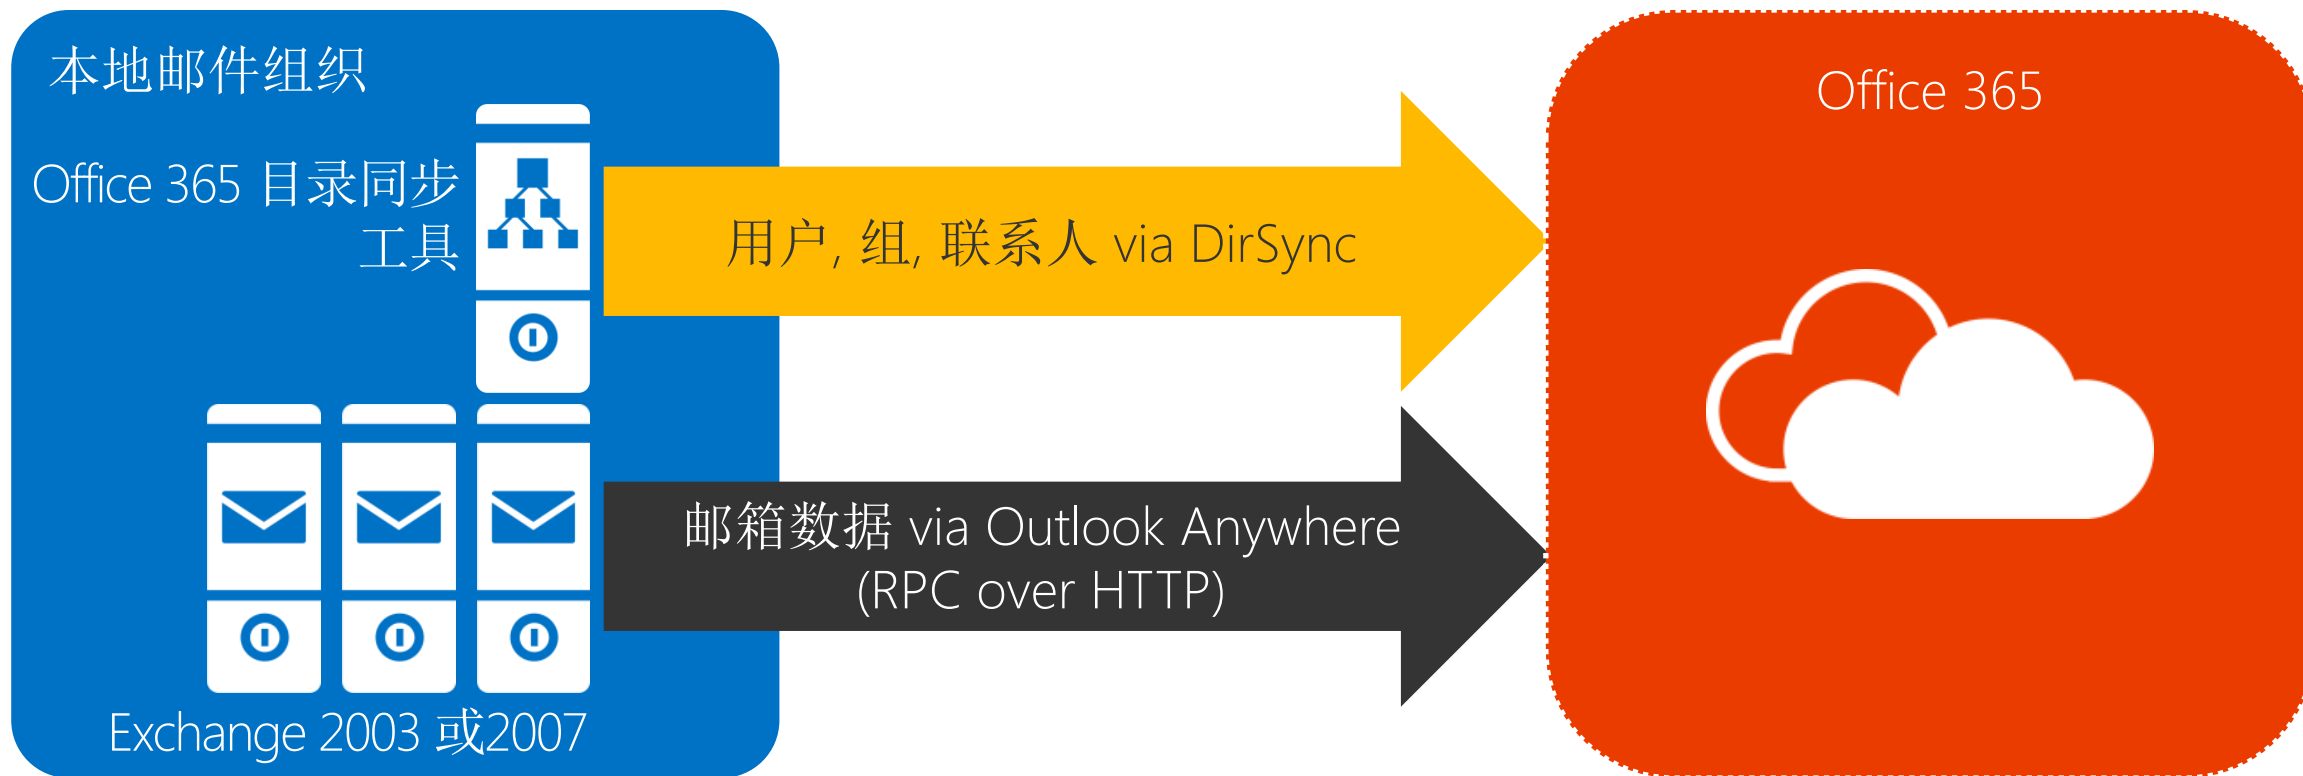 本地邮件组织
Office 365 目录同步
工具
用户, 组, 联系人 via DirSync
邮箱数据 via Outlook Anywhere
(RPC over HTTP)
Exchange 2003 或2007
Office 365